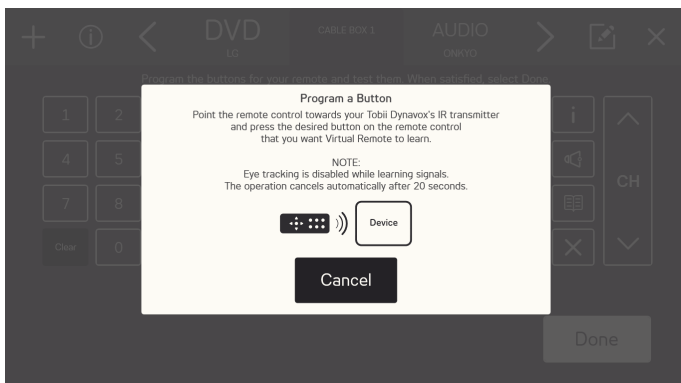 DVD
LG
CABLE BOX 1
AUDIO
ONKYO
Program the buttons for your remote and test them. When satisfied, select Done.
Program a Button
Point the remote control towards your Tobii Dynavox's IR transmitter
and press the desired button on the remote control
that you want Virtual Remote to learn.
NOTE:
Eye tracking is disabled while learning signals.
The operation cancels automatically after 20 seconds.
Device
Cancel
1
2
4
5
7
8
Clear
0
i
CH
Done